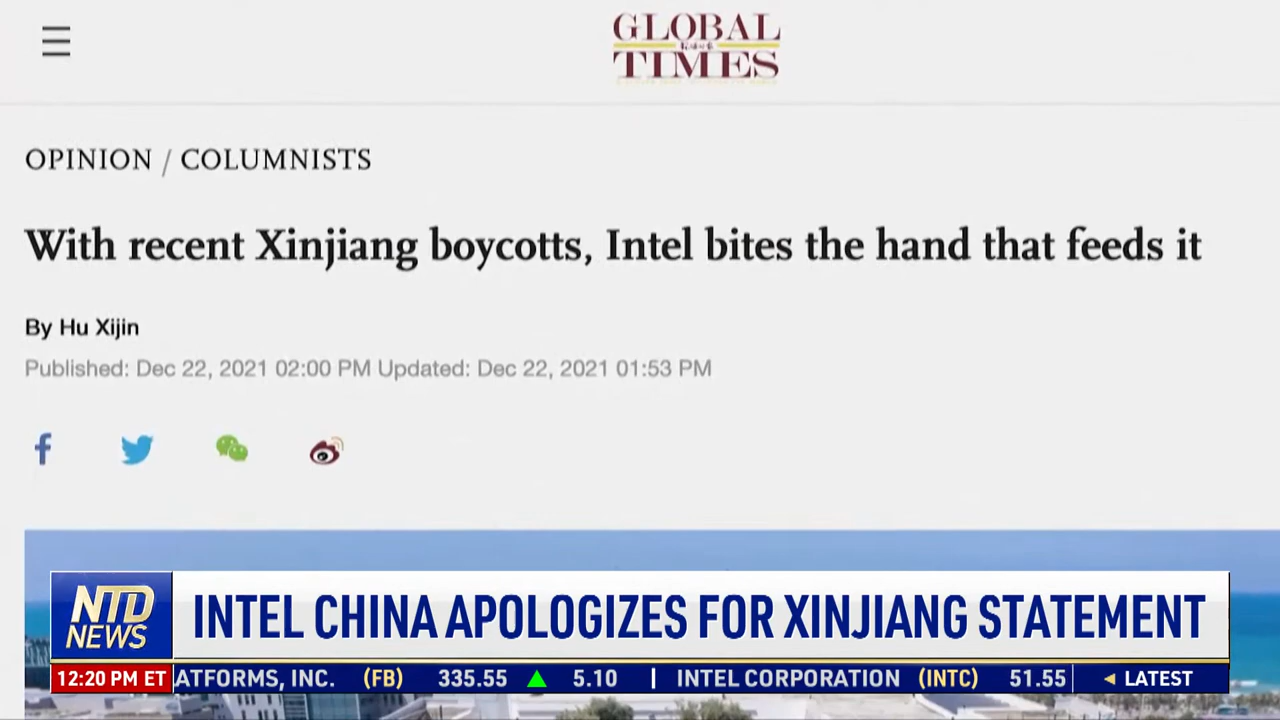 GLOBAL
TIMES
OPINION / COLUMNISTS
With recent Xinjiang boycotts, Intel bites the hand that feeds it
By Hu Xijin
Published: Dec 22, 2021 02:00 PM Updated: Dec 22, 2021 01:53 PM
NTD
NEWS
INTEL CHINA APOLOGIZES FOR XINJIANG STATEMENT
12:20 PM ET
ATFORMS, INC. (FB) 335.55 ▲ 5.10 | INTEL CORPORATION (INTC) 51.55
◄ LATEST